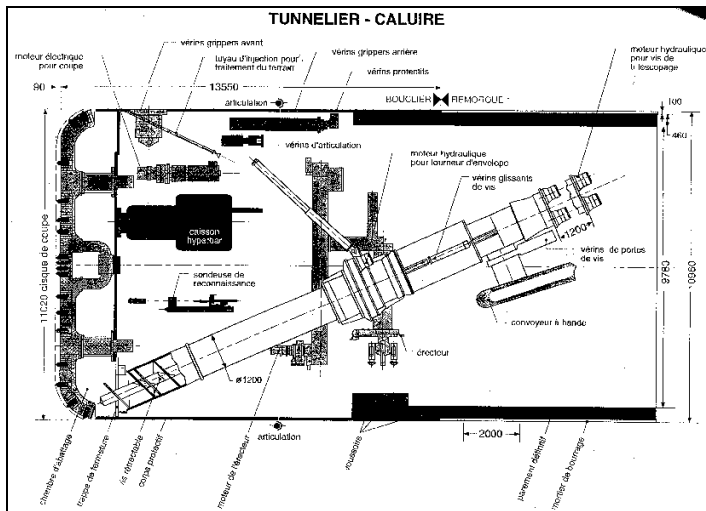 TUNNELIER - CALUIRE
vérins grippers avant
moteur électrique
pour coupe
tuyau d'injection pour
traitement du terrain
vérins grippers arrière
vérins protentifs
moteur hydraulique
pour vis de
90
13550
articulation
BOUCLIER
REMORQUE
100
460
vérins d'articulation
moteur hydraulique
pour tourneur d'enveloppe
vérins glissants
de vis
caisson
hyperbar
1200
vérins de portes
de vis
sondeuse de
reconnaissance
11020 disque de coupe
9780
10960
convoyeur à bande
érecteur
ø1200
articulation
2000
chambre d'abattage
trappe de fermeture
vis rétractable
corps protectif
moteur de l'érecteur
voussoirs
parement définitif
mortier de bourrage